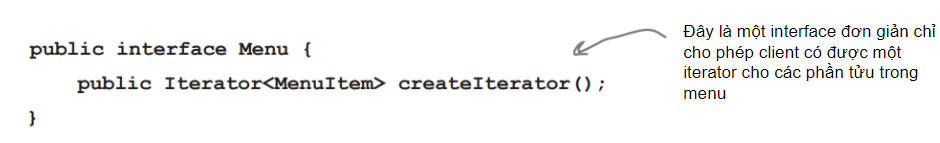 public interface Menu {
public Iterator<MenuItem> createIterator();
}
Đây là một interface đơn giản chỉ
cho phép client có được một
iterator cho các phần tửu trong
menu